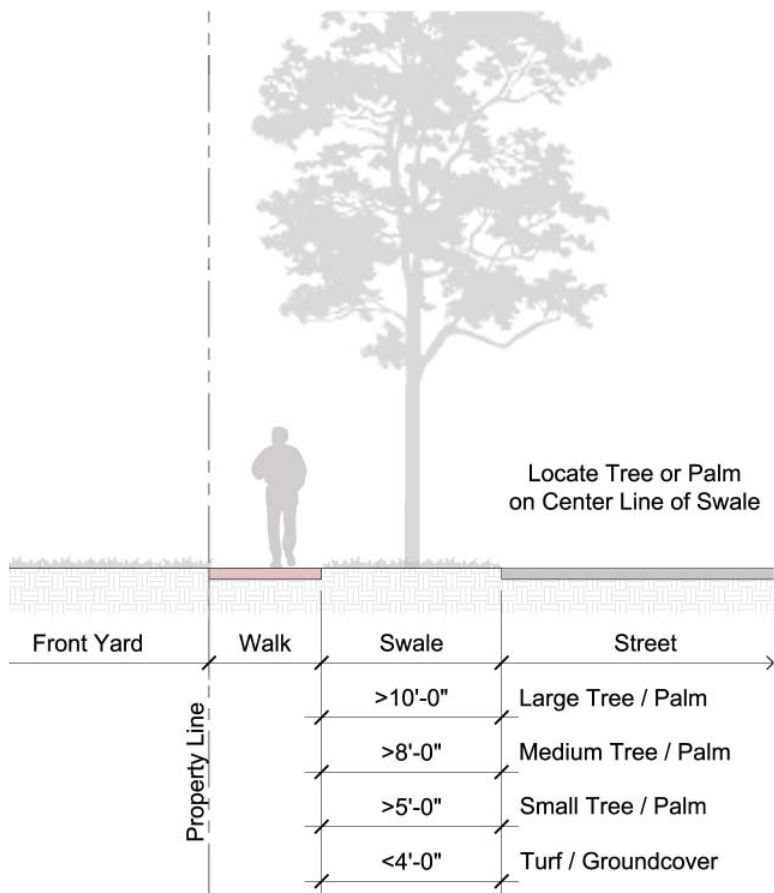 Locate Tree or Palm
on Center Line of Swale
Front Yard
Walk
Swale
Street
Property Line
>10'-0" Large Tree / Palm
>8'-0" Medium Tree / Palm
>5'-0" Small Tree / Palm
<4'-0" Turf / Groundcover